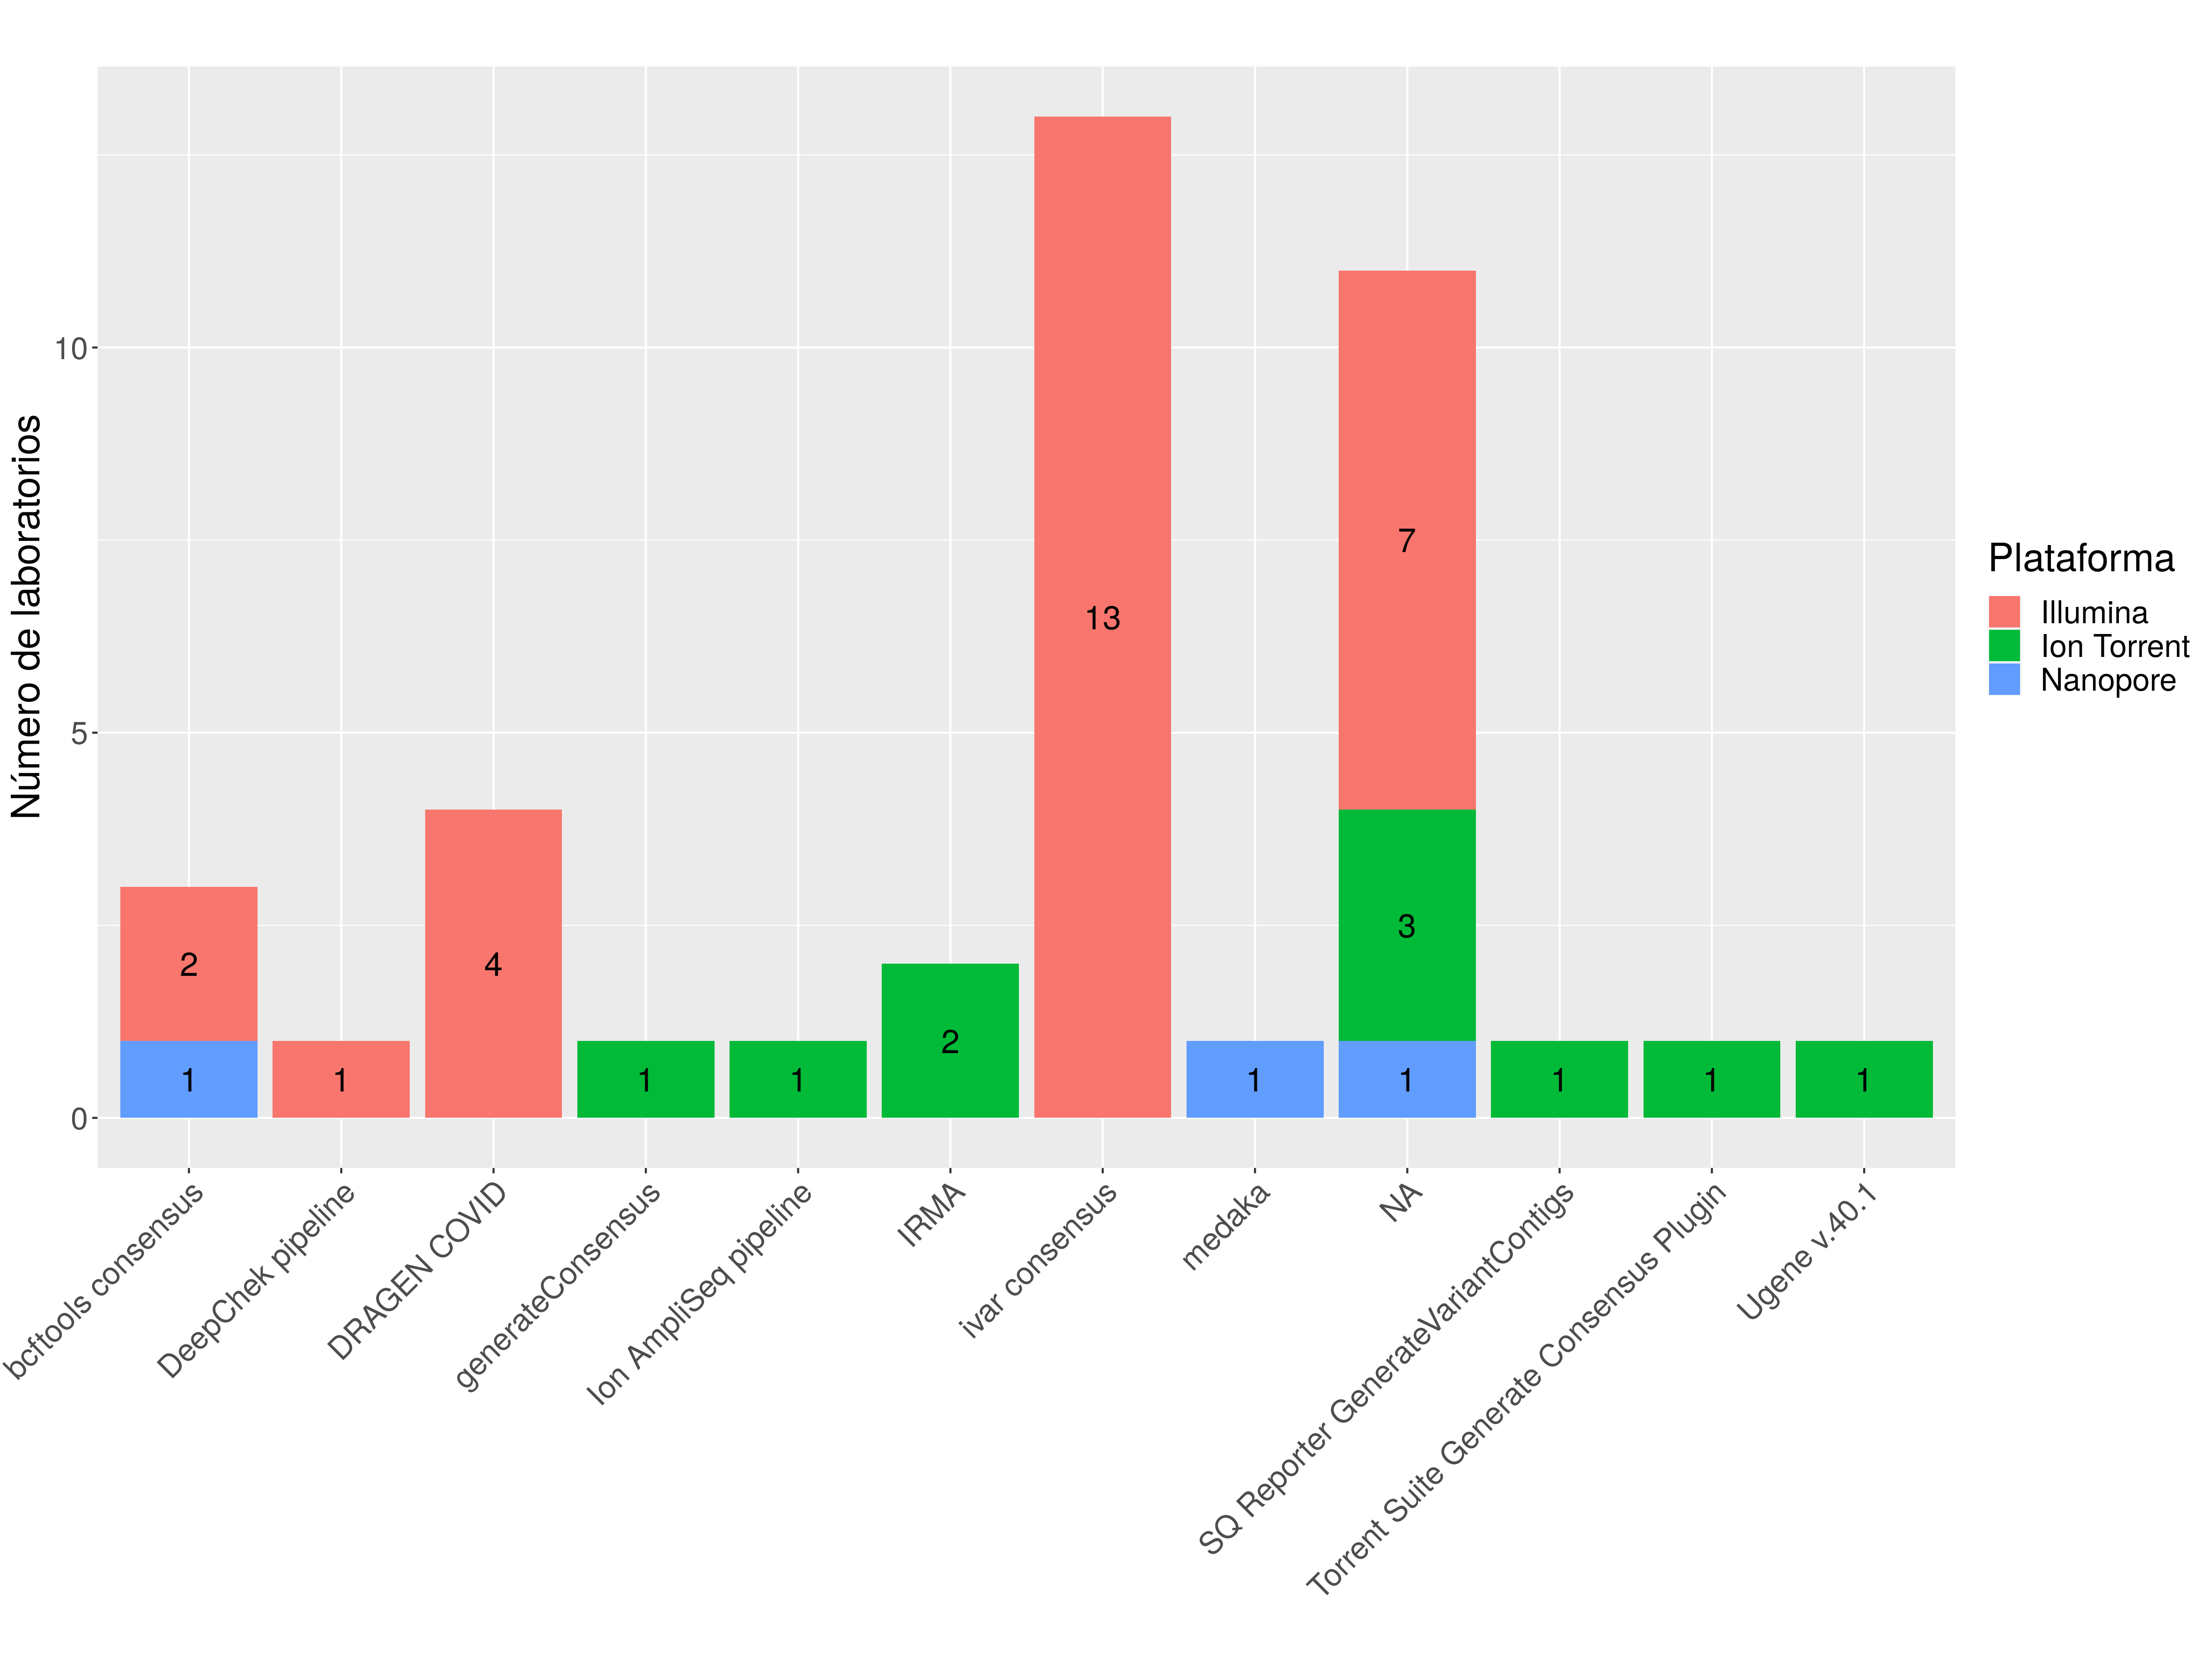 Número de laboratorios
10
5
0
13
7
3
2
4
2
1
1
1
1
1
1
1
1
1
bcftools consensus
DeepChek pipeline
DRAGEN COVID
generateConsensus
Ion AmpliSeq pipeline
IRMA
ivar consensus
medaka
NA
SQ Reporter GenerateVariantContigs
Torrent Suite Generate Consensus Plugin
Ugene v.40.1
Plataforma
Illumina
Ion Torrent
Nanopore